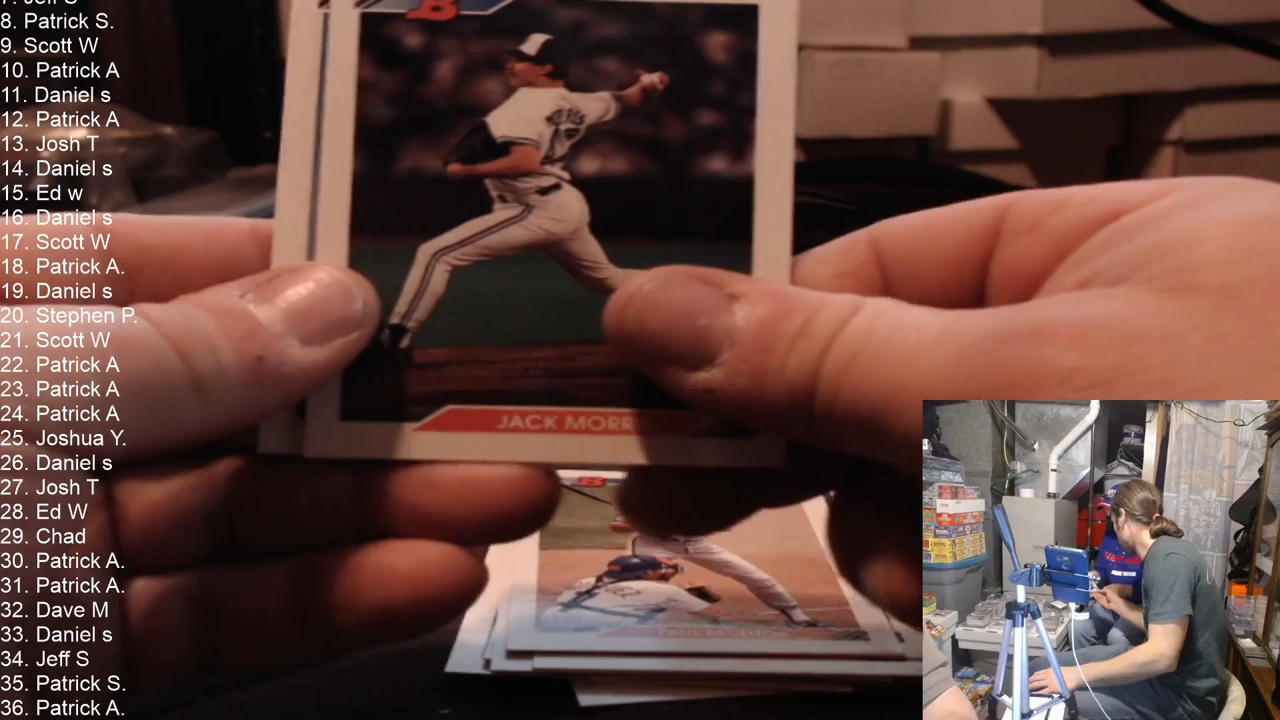 7. Jeff S
8. Patrick S.
9. Scott W
10. Patrick A
11. Daniel s
12. Patrick A
13. Josh T
14. Daniel s
15. Ed w
16. Daniel s
17. Scott W
18. Patrick A.
19. Daniel s
20. Stephen P.
21. Scott W
22. Patrick A
23. Patrick A
24. Patrick A
25. Joshua Y.
26. Daniel s
27. Josh T
28. Ed W
29. Chad
30. Patrick A.
31. Patrick A.
32. Dave M
33. Daniel s
34. Jeff S
35. Patrick S.
36. Patrick A.
B
JACK MORR
B
PAUL